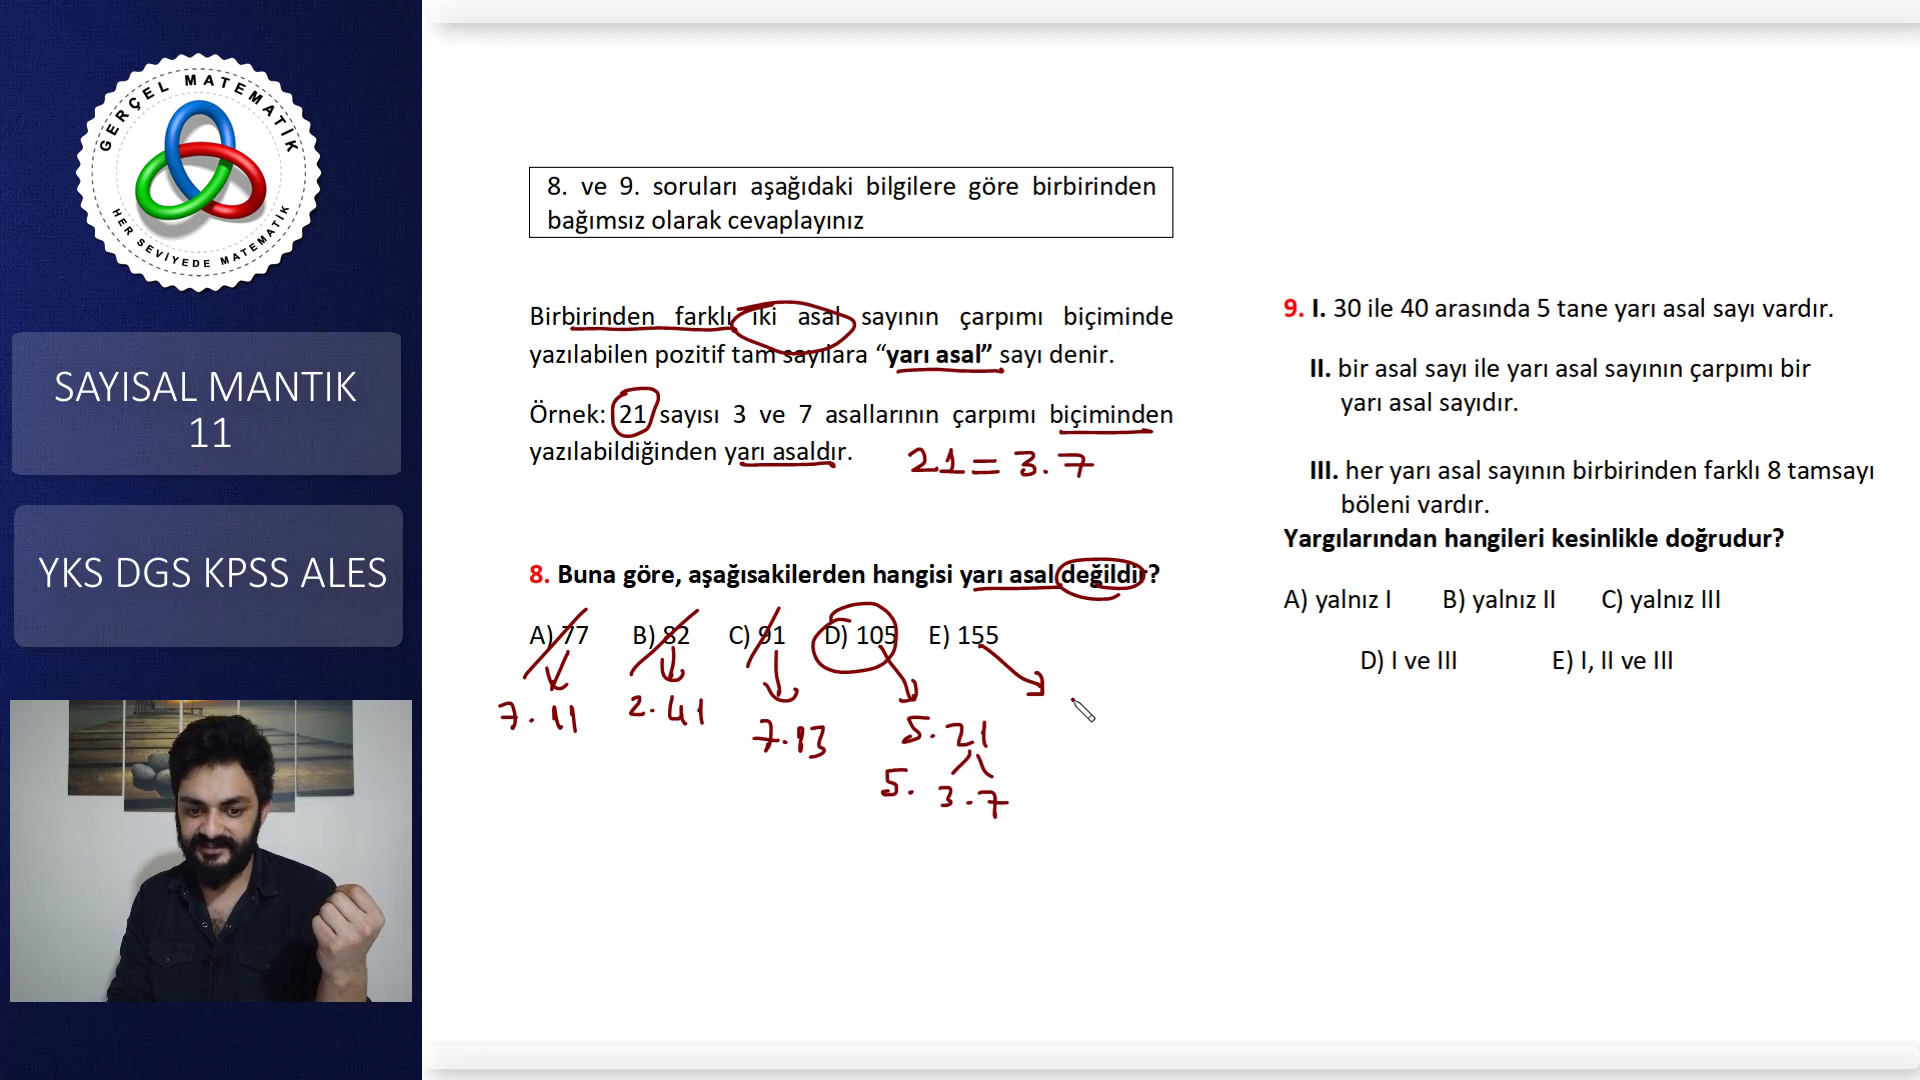 GERÇEL MATEMATİK
HER SEVİYEDE MATEMATİK
SAYISAL MANTIK
11
YKS DGS KPSS ALES
8. ve 9. soruları aşağıdaki bilgilere göre birbirinden
bağımsız olarak cevaplayınız
Birbirinden farklı iki asal sayının çarpımı biçiminde
yazılabilen pozitif tam sayılara “yarı asal” sayı denir.
Örnek: 21 sayısı 3 ve 7 asallarının çarpımı biçiminden
yazılabildiğinden yarı asaldır.
21 = 3.7
8. Buna göre, aşağısakilerden hangisi yarı asal değildir?
A) 77 B) 82 C) 91 D) 105 E) 155
7.11 2.41 7.13 5.21
5. 3.7
9. I. 30 ile 40 arasında 5 tane yarı asal sayı vardır.
II. bir asal sayı ile yarı asal sayının çarpımı bir
yarı asal sayıdır.
III. her yarı asal sayının birbirinden farklı 8 tamsayı
böleni vardır.
Yargılarından hangileri kesinlikle doğrudur?
A) yalnız I B) yalnız II C) yalnız III
D) I ve III E) I, II ve III